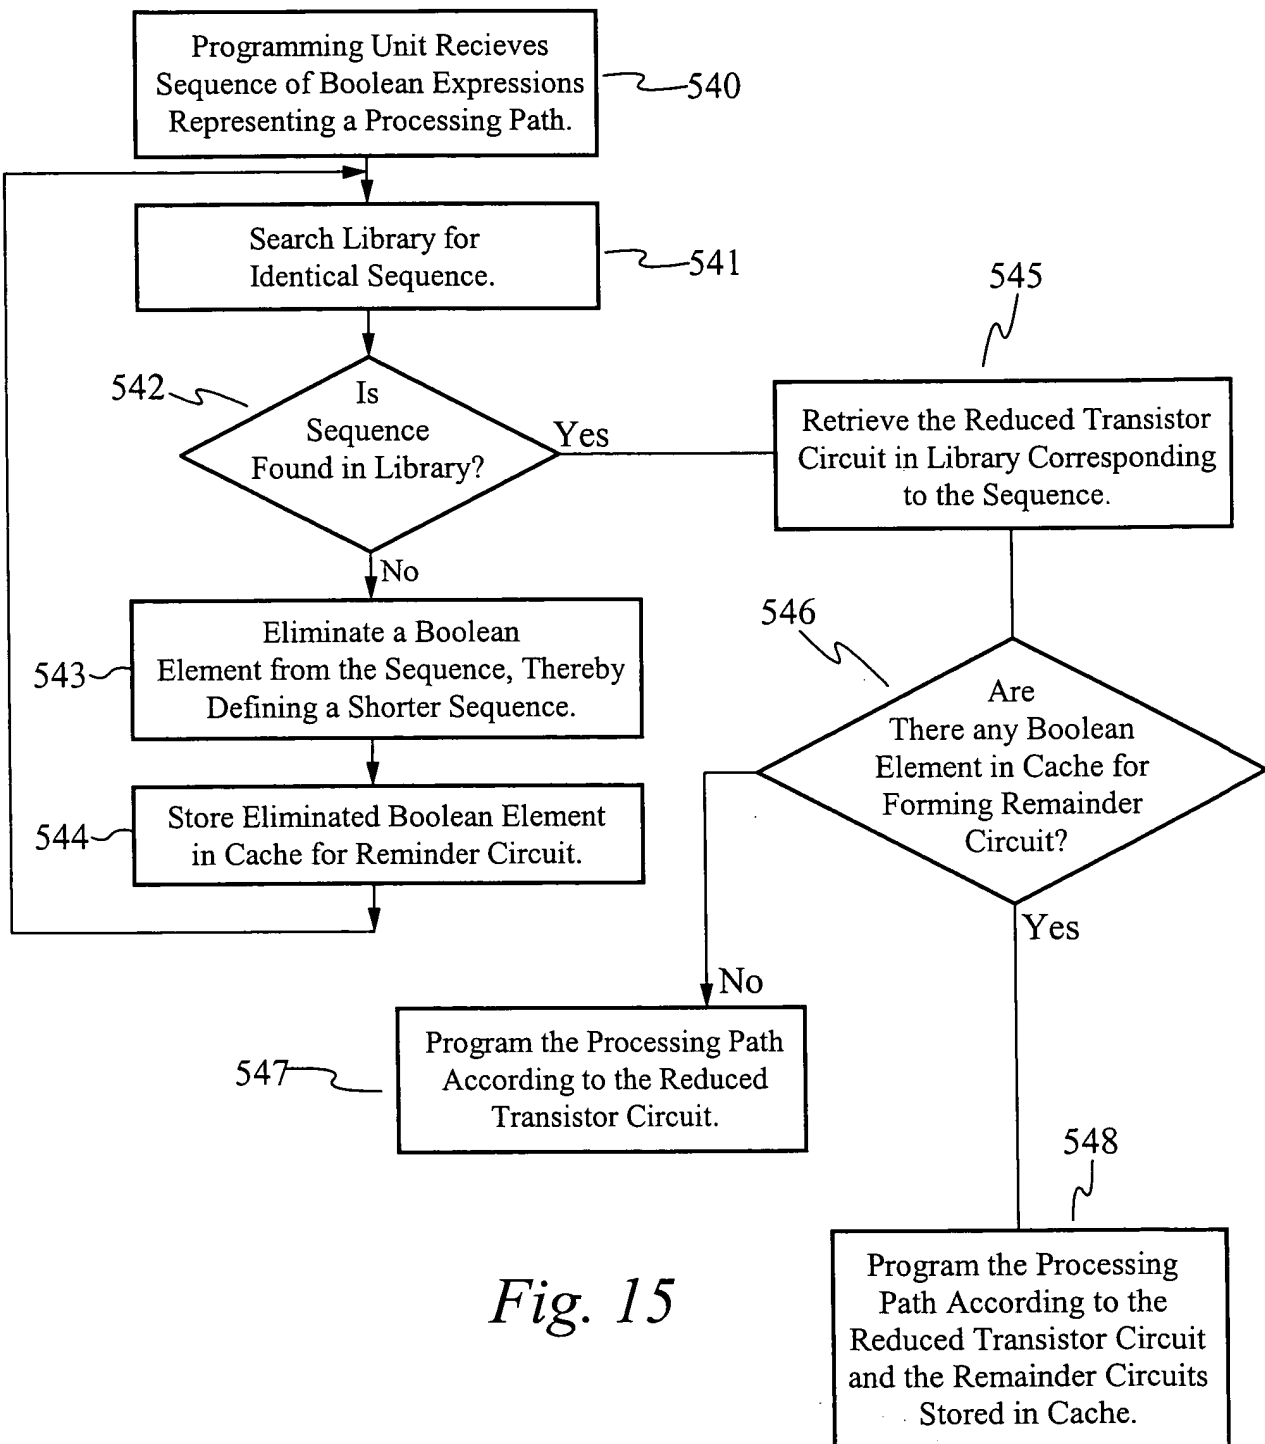 Programming Unit Recieves
Sequence of Boolean Expressions
Representing a Processing Path.
540
Search Library for
Identical Sequence.
541
542
Is
Sequence
Found in Library?
Yes
No
545
Retrieve the Reduced Transistor
Circuit in Library Corresponding
to the Sequence.
543
Eliminate a Boolean
Element from the Sequence, Thereby
Defining a Shorter Sequence.
544
Store Eliminated Boolean Element
in Cache for Reminder Circuit.
546
Are
There any Boolean
Element in Cache for
Forming Remainder
Circuit?
No
Yes
547
Program the Processing Path
According to the Reduced
Transistor Circuit.
548
Program the Processing
Path According to the
Reduced Transistor Circuit
and the Remainder Circuits
Stored in Cache.
Fig. 15